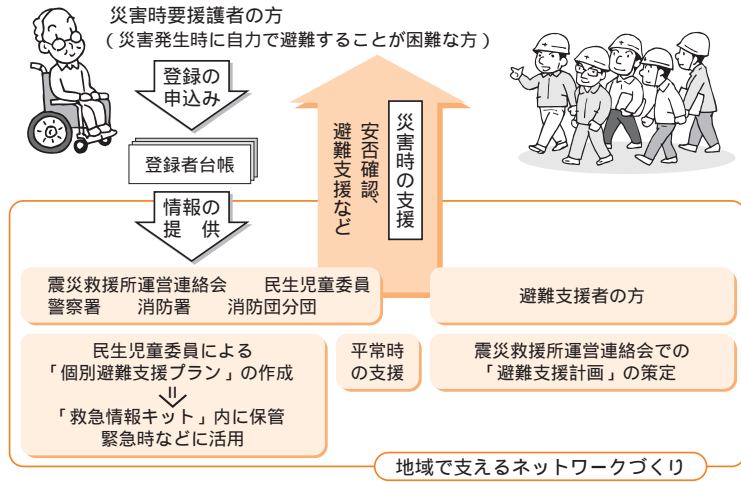 災害時要援護者の方
(災害発生時に自力で避難することが困難な方)
登録の
申込み
登録者台帳
情報の
提 供
災害時の支援
安否確認、
避難支援など
震災救援所運営連絡会 民生児童委員
警察署 消防署 消防団分団
避難支援者の方
民生児童委員による
「個別避難支援プラン」の作成
「救急情報キット」内に保管
緊急時などに活用
平常時
の支援
震災救援所運営連絡会での
「避難支援計画」の策定
地域で支えるネットワークづくり